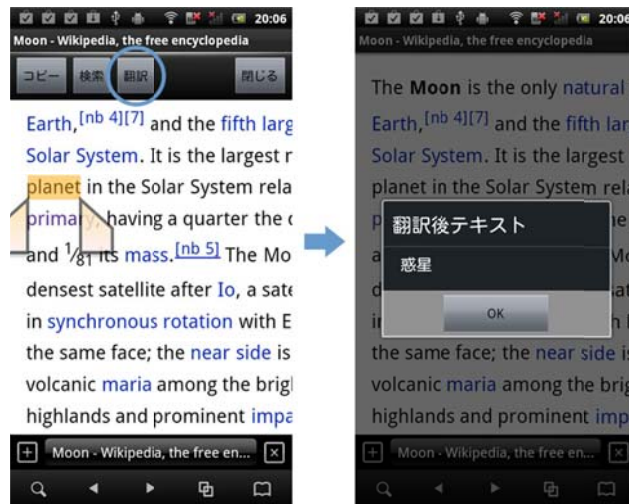 20:06
Moon - Wikipedia, the free encyclopedia
コピー 検索 翻訳 閉じる
Earth,[nb 4][7] and the fifth larg
Solar System. It is the largest
planet in the Solar System rela
primary, having a quarter the
and 1/81 its mass.[nb 5] The Mo
densest satellite after Io, a sate
in synchronous rotation with E
the same face; the near side is
volcanic maria among the brig
highlands and prominent impa
Moon - Wikipedia, the free en...
20:06
Moon - Wikipedia, the free encyclopedia
The Moon is the only natural
Earth,[nb 4][7] and the fifth lar
Solar System. It is the largest
planet in the Solar System rel
翻訳後テキスト
惑星
OK
the same face; the near side is
volcanic maria among the brig
highlands and prominent imp
Moon - Wikipedia, the free en...